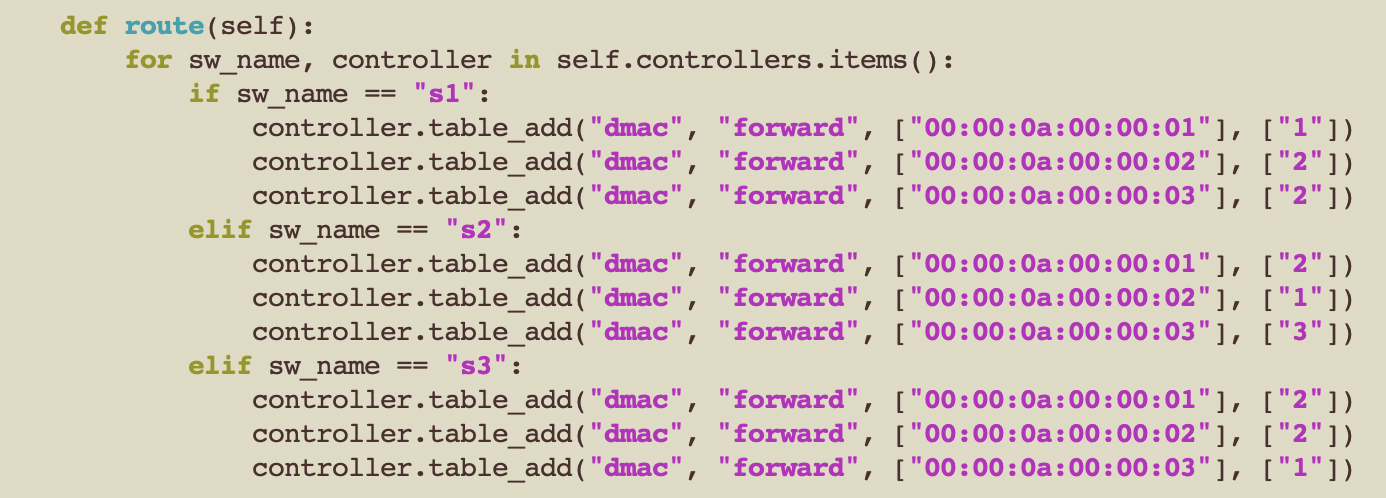 def route(self):
    for sw_name, controller in self.controllers.items():
        if sw_name == "s1":
            controller.table_add("dmac", "forward", ["00:00:0a:00:00:01"], ["1"])
            controller.table_add("dmac", "forward", ["00:00:0a:00:00:02"], ["2"])
            controller.table_add("dmac", "forward", ["00:00:0a:00:00:03"], ["2"])
        elif sw_name == "s2":
            controller.table_add("dmac", "forward", ["00:00:0a:00:00:01"], ["2"])
            controller.table_add("dmac", "forward", ["00:00:0a:00:00:02"], ["1"])
            controller.table_add("dmac", "forward", ["00:00:0a:00:00:03"], ["3"])
        elif sw_name == "s3":
            controller.table_add("dmac", "forward", ["00:00:0a:00:00:01"], ["2"])
            controller.table_add("dmac", "forward", ["00:00:0a:00:00:02"], ["2"])
            controller.table_add("dmac", "forward", ["00:00:0a:00:00:03"], ["1"])